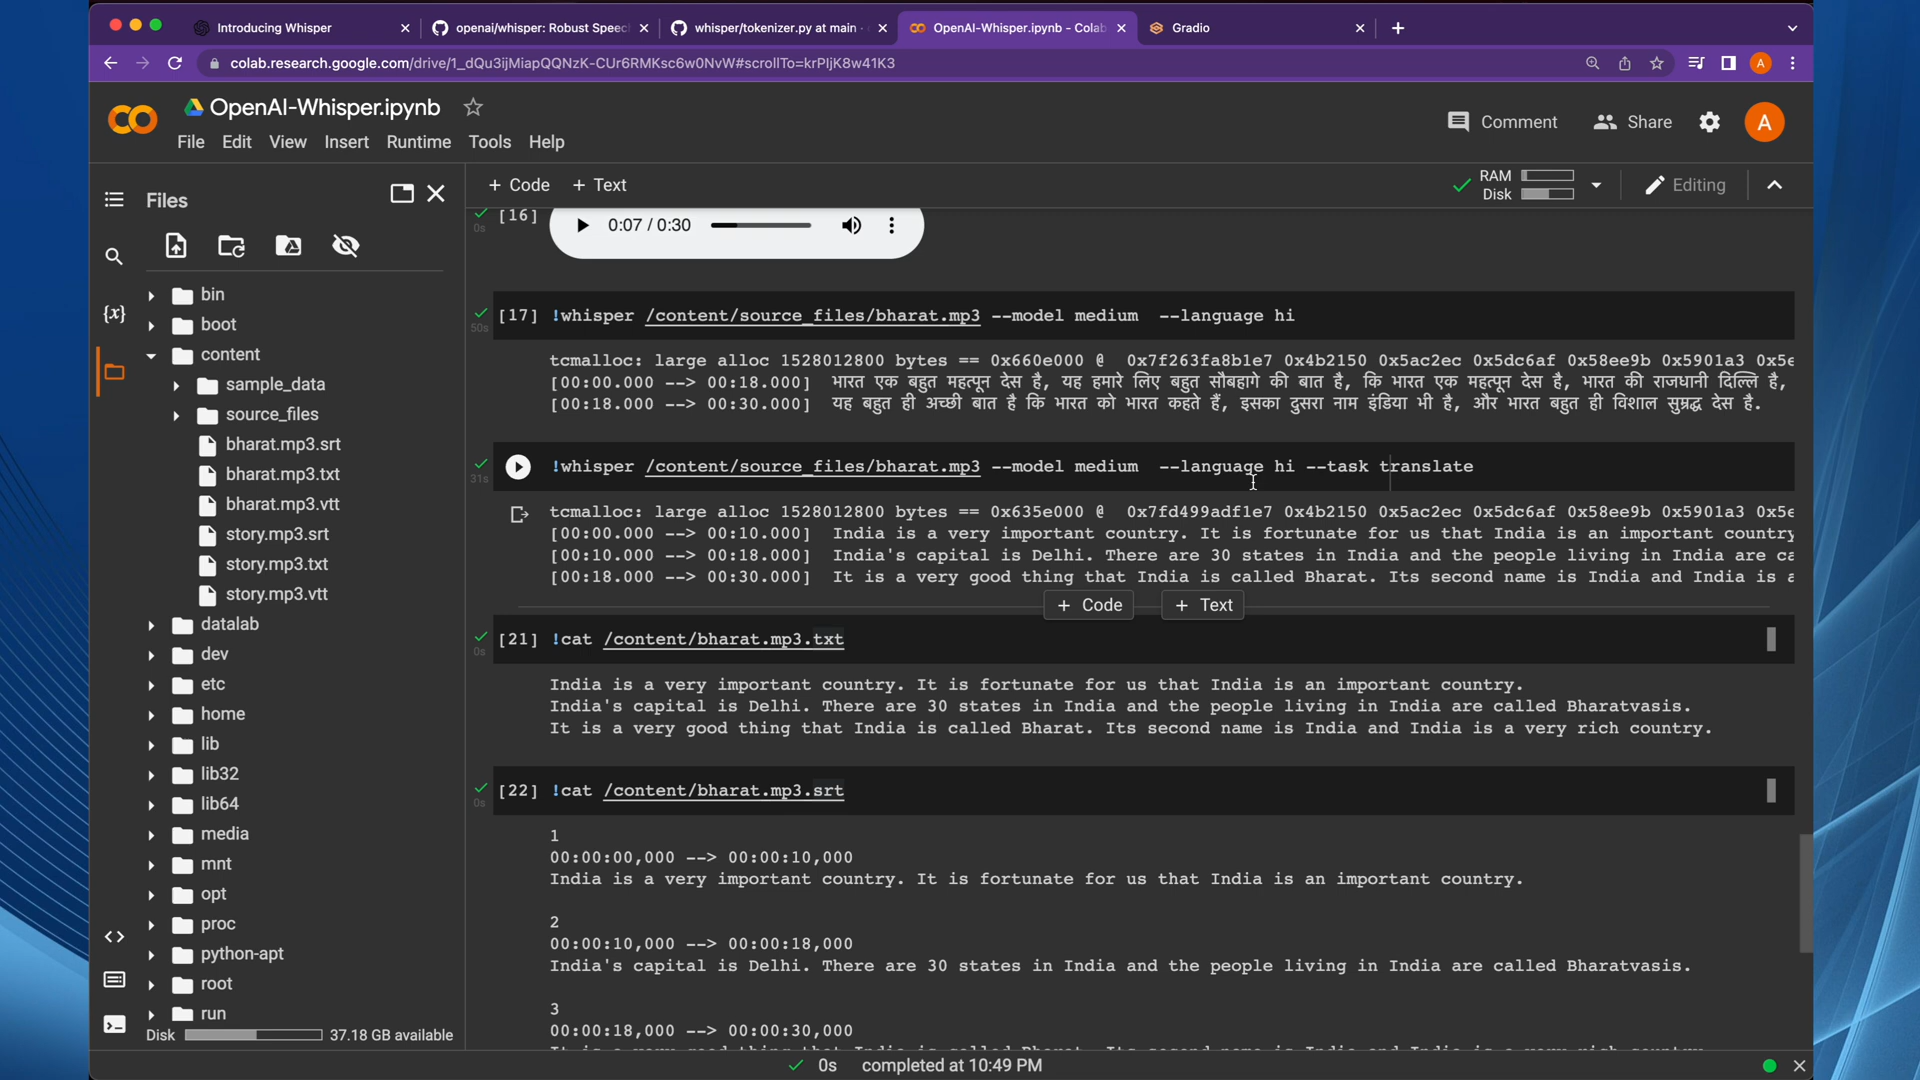 Introducing Whisper
openai/whisper: Robust Speec
whisper/tokenizer.py at main ·
OpenAI-Whisper.ipynb - Colab
Gradio
colab.research.google.com/drive/1_dQu3ijMiapQQNzK-CUr6RMKsc6w0NvW#scrollTo=krPIjK8w41K3
A
OpenAI-Whisper.ipynb
File Edit View Insert Runtime Tools Help
Comment
Share
A
Files
+ Code + Text
RAM
Disk
Editing
bin
boot
content
sample_data
source_files
bharat.mp3.srt
bharat.mp3.txt
bharat.mp3.vtt
story.mp3.srt
story.mp3.txt
story.mp3.vtt
datalab
dev
etc
home
lib
lib32
lib64
media
mnt
opt
proc
python-apt
root
run
Disk 37.18 GB available
{x}
0s
[16]
0:07 / 0:30
50s
[17] !whisper /content/source_files/bharat.mp3 --model medium  --language hi
tcmalloc: large alloc 1528012800 bytes == 0x660e000 @  0x7f263fa8b1e7 0x4b2150 0x5ac2ec 0x5dc6af 0x58ee9b 0x5901a3 0x5e
[00:00.000 --> 00:18.000]  भारत एक बहुत महत्पून देस है, यह हमारे लिए बहुत सौबहागे की बात है, कि भारत एक महत्पून देस है, भारत की राजधानी दिल्लि है,
[00:18.000 --> 00:30.000]  यह बहुत ही अच्छी बात है कि भारत को भारत कहते हैं, इसका दुसरा नाम इंडिया भी है, और भारत बहुत ही विशाल सुम्रद्ध देस है.
31s
!whisper /content/source_files/bharat.mp3 --model medium  --language hi --task translate
tcmalloc: large alloc 1528012800 bytes == 0x635e000 @  0x7fd499adf1e7 0x4b2150 0x5ac2ec 0x5dc6af 0x58ee9b 0x5901a3 0x5e
[00:00.000 --> 00:10.000]  India is a very important country. It is fortunate for us that India is an important country
[00:10.000 --> 00:18.000]  India's capital is Delhi. There are 30 states in India and the people living in India are ca
[00:18.000 --> 00:30.000]  It is a very good thing that India is called Bharat. Its second name is India and India is a
+ Code + Text
0s
[21] !cat /content/bharat.mp3.txt
India is a very important country. It is fortunate for us that India is an important country.
India's capital is Delhi. There are 30 states in India and the people living in India are called Bharatvasis.
It is a very good thing that India is called Bharat. Its second name is India and India is a very rich country.
0s
[22] !cat /content/bharat.mp3.srt
1
00:00:00,000 --> 00:00:10,000
India is a very important country. It is fortunate for us that India is an important country.
2
00:00:10,000 --> 00:00:18,000
India's capital is Delhi. There are 30 states in India and the people living in India are called Bharatvasis.
3
00:00:18,000 --> 00:00:30,000
0s completed at 10:49 PM